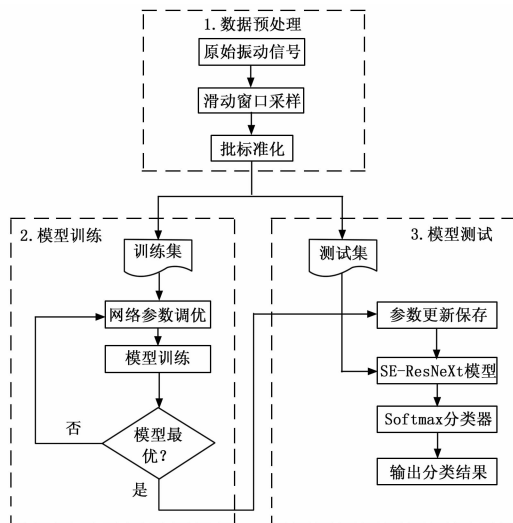 1.数据预处理
原始振动信号
滑动窗口采样
批标准化
2.模型训练
训练集
网络参数调优
模型训练
模型最
优?
否
是
3.模型测试
测试集
参数更新保存
SE-ResNeXt模型
Softmax分类器
输出分类结果